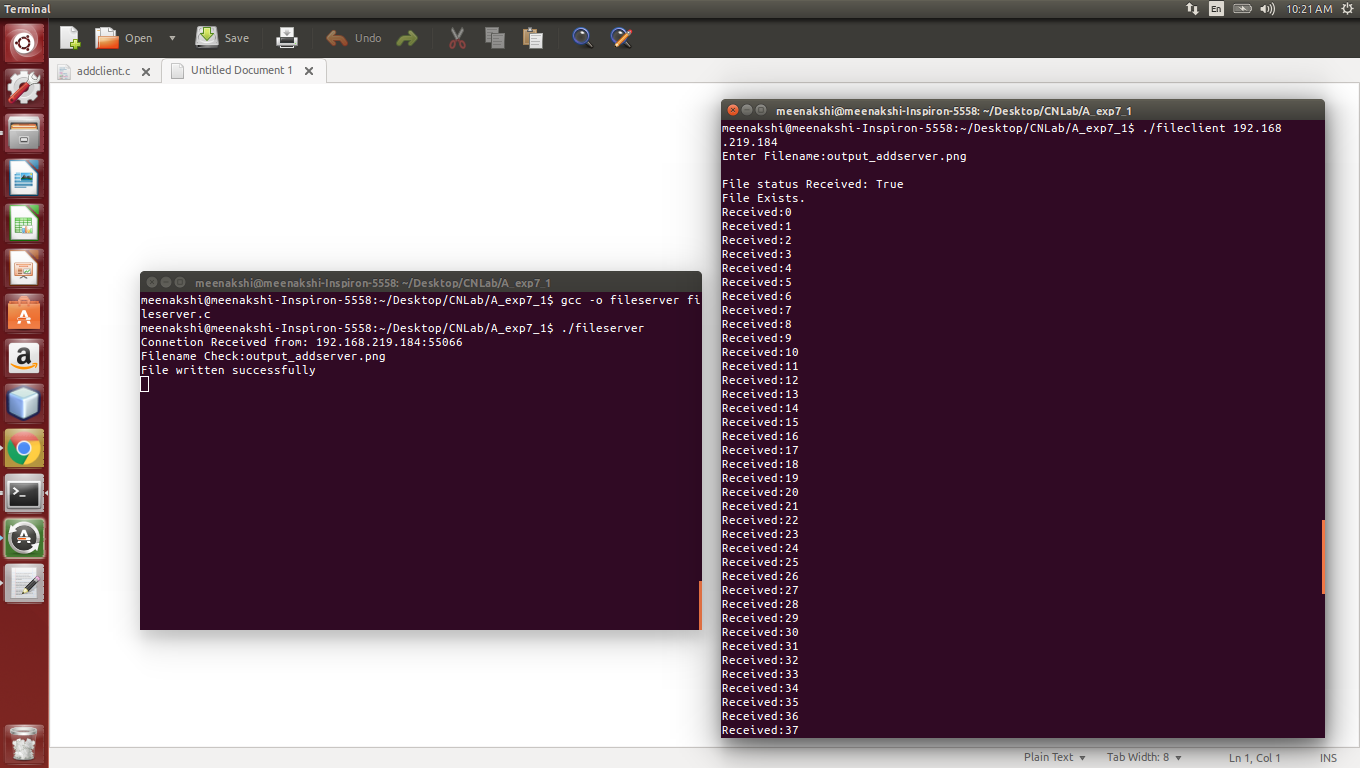 Terminal
En
10:21 AM
Open
Save
Undo
addclient.c
Untitled Document 1
meenakshi@meenakshi-Inspiron-5558: ~/Desktop/CNLab/A_exp7_1
meenakshi@meenakshi-Inspiron-5558:~/Desktop/CNLab/A_exp7_1$ gcc -o fileserver fi
leserver.c
meenakshi@meenakshi-Inspiron-5558:~/Desktop/CNLab/A_exp7_1$ ./fileserver
Connetion Received from: 192.168.219.184:55066
Filename Check:output_addserver.png
File written successfully
meenakshi@meenakshi-Inspiron-5558: ~/Desktop/CNLab/A_exp7_1
meenakshi@meenakshi-Inspiron-5558:~/Desktop/CNLab/A_exp7_1$ ./fileclient 192.168
.219.184
Enter Filename:output_addserver.png
File status Received: True
File Exists.
Received:0
Received:1
Received:2
Received:3
Received:4
Received:5
Received:6
Received:7
Received:8
Received:9
Received:10
Received:11
Received:12
Received:13
Received:14
Received:15
Received:16
Received:17
Received:18
Received:19
Received:20
Received:21
Received:22
Received:23
Received:24
Received:25
Received:26
Received:27
Received:28
Received:29
Received:30
Received:31
Received:32
Received:33
Received:34
Received:35
Received:36
Received:37
Plain Text
Tab Width: 8
Ln 1, Col 1
INS